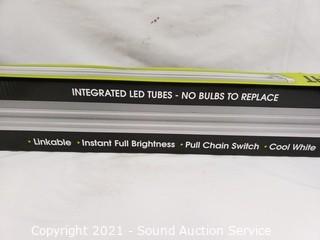 INTEGRATED LED TUBES - NO BULBS TO REPLACE
• Linkable • Instant Full Brightness • Pull Chain Switch • Cool White
Copyright 2021 - Sound Auction Service